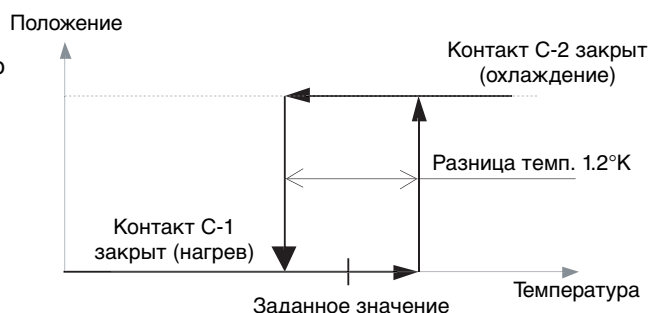 Положение
Контакт C-2 закрыт
(охлаждение)
о
Разница темп. 1.2°K
Контакт C-1
закрыт (нагрев)
Заданное значение
Температура